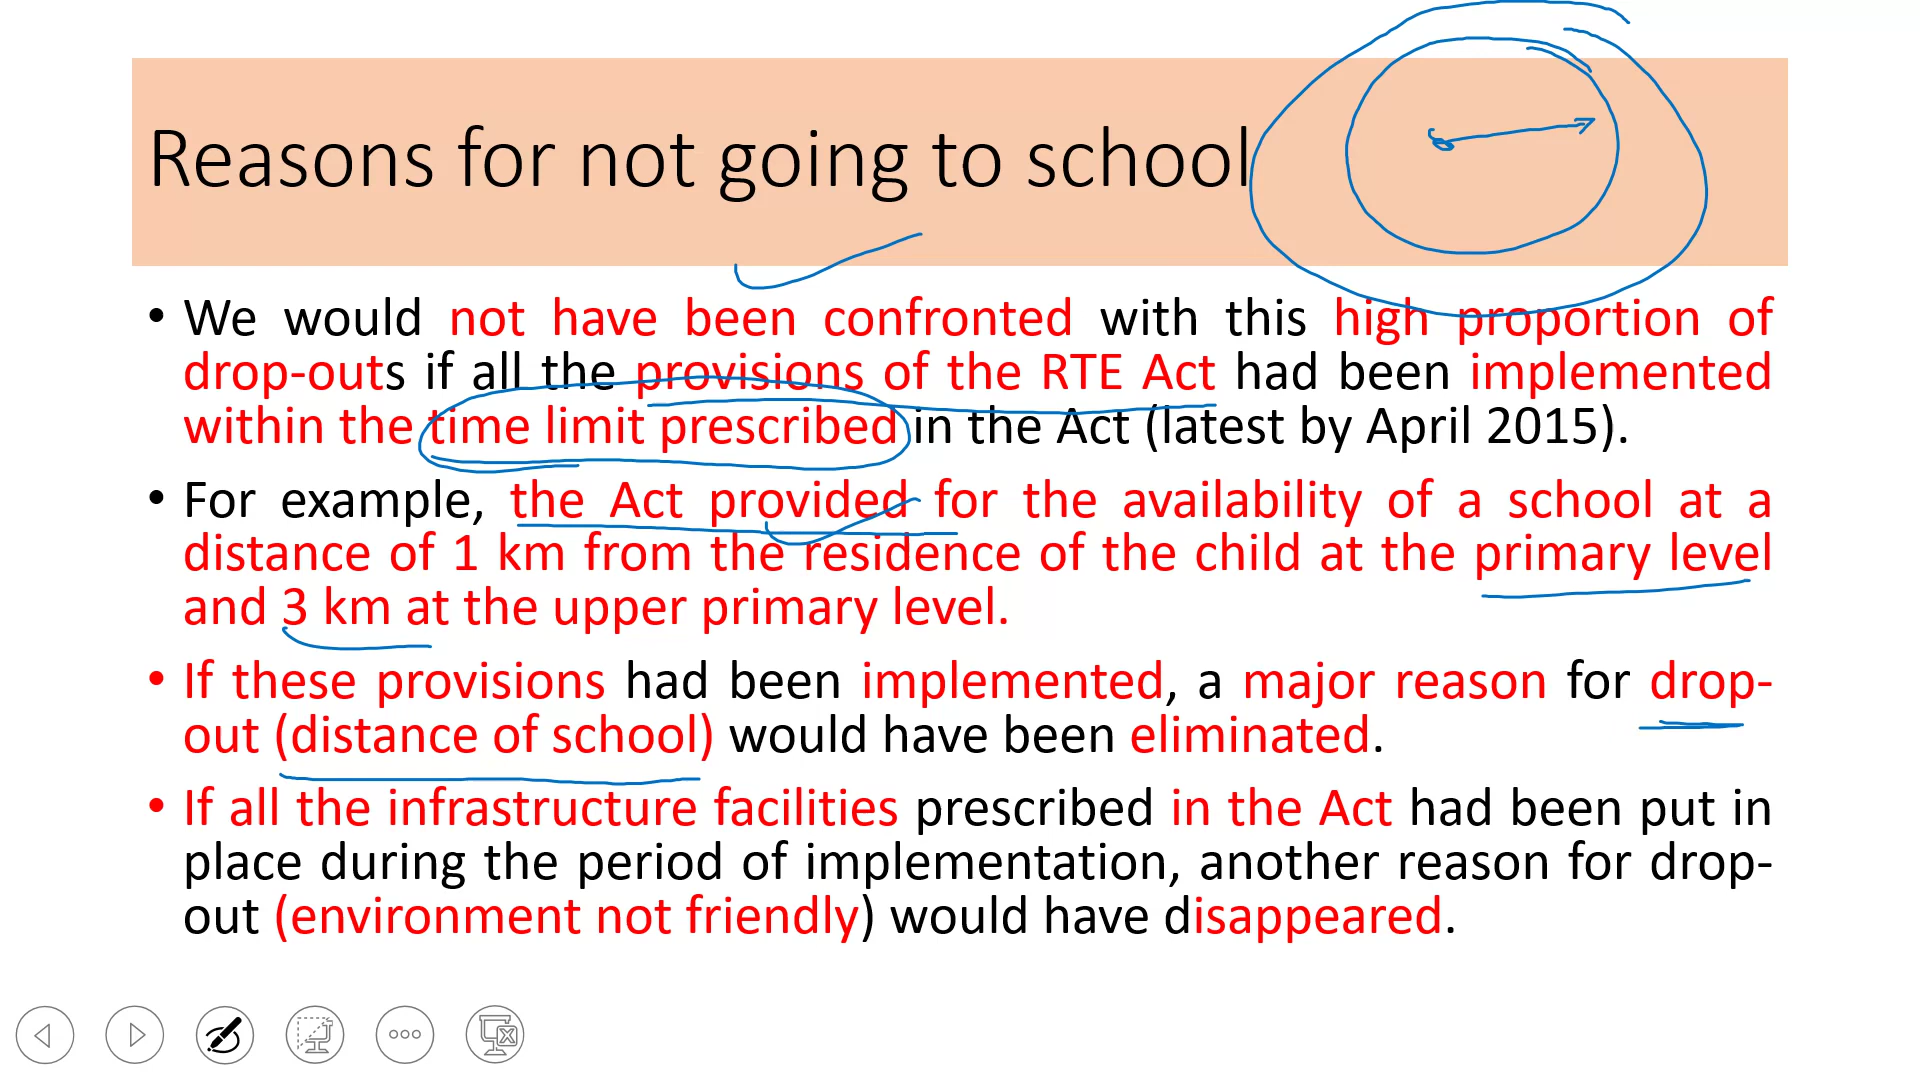 Reasons for not going to school
• We would not have been confronted with this high proportion of
drop-outs if all the provisions of the RTE Act had been implemented
within the time limit prescribed in the Act (latest by April 2015).
• For example, the Act provided for the availability of a school at a
distance of 1 km from the residence of the child at the primary level
and 3 km at the upper primary level.
• If these provisions had been implemented, a major reason for drop-
out (distance of school) would have been eliminated.
• If all the infrastructure facilities prescribed in the Act had been put in
place during the period of implementation, another reason for drop-
out (environment not friendly) would have disappeared.